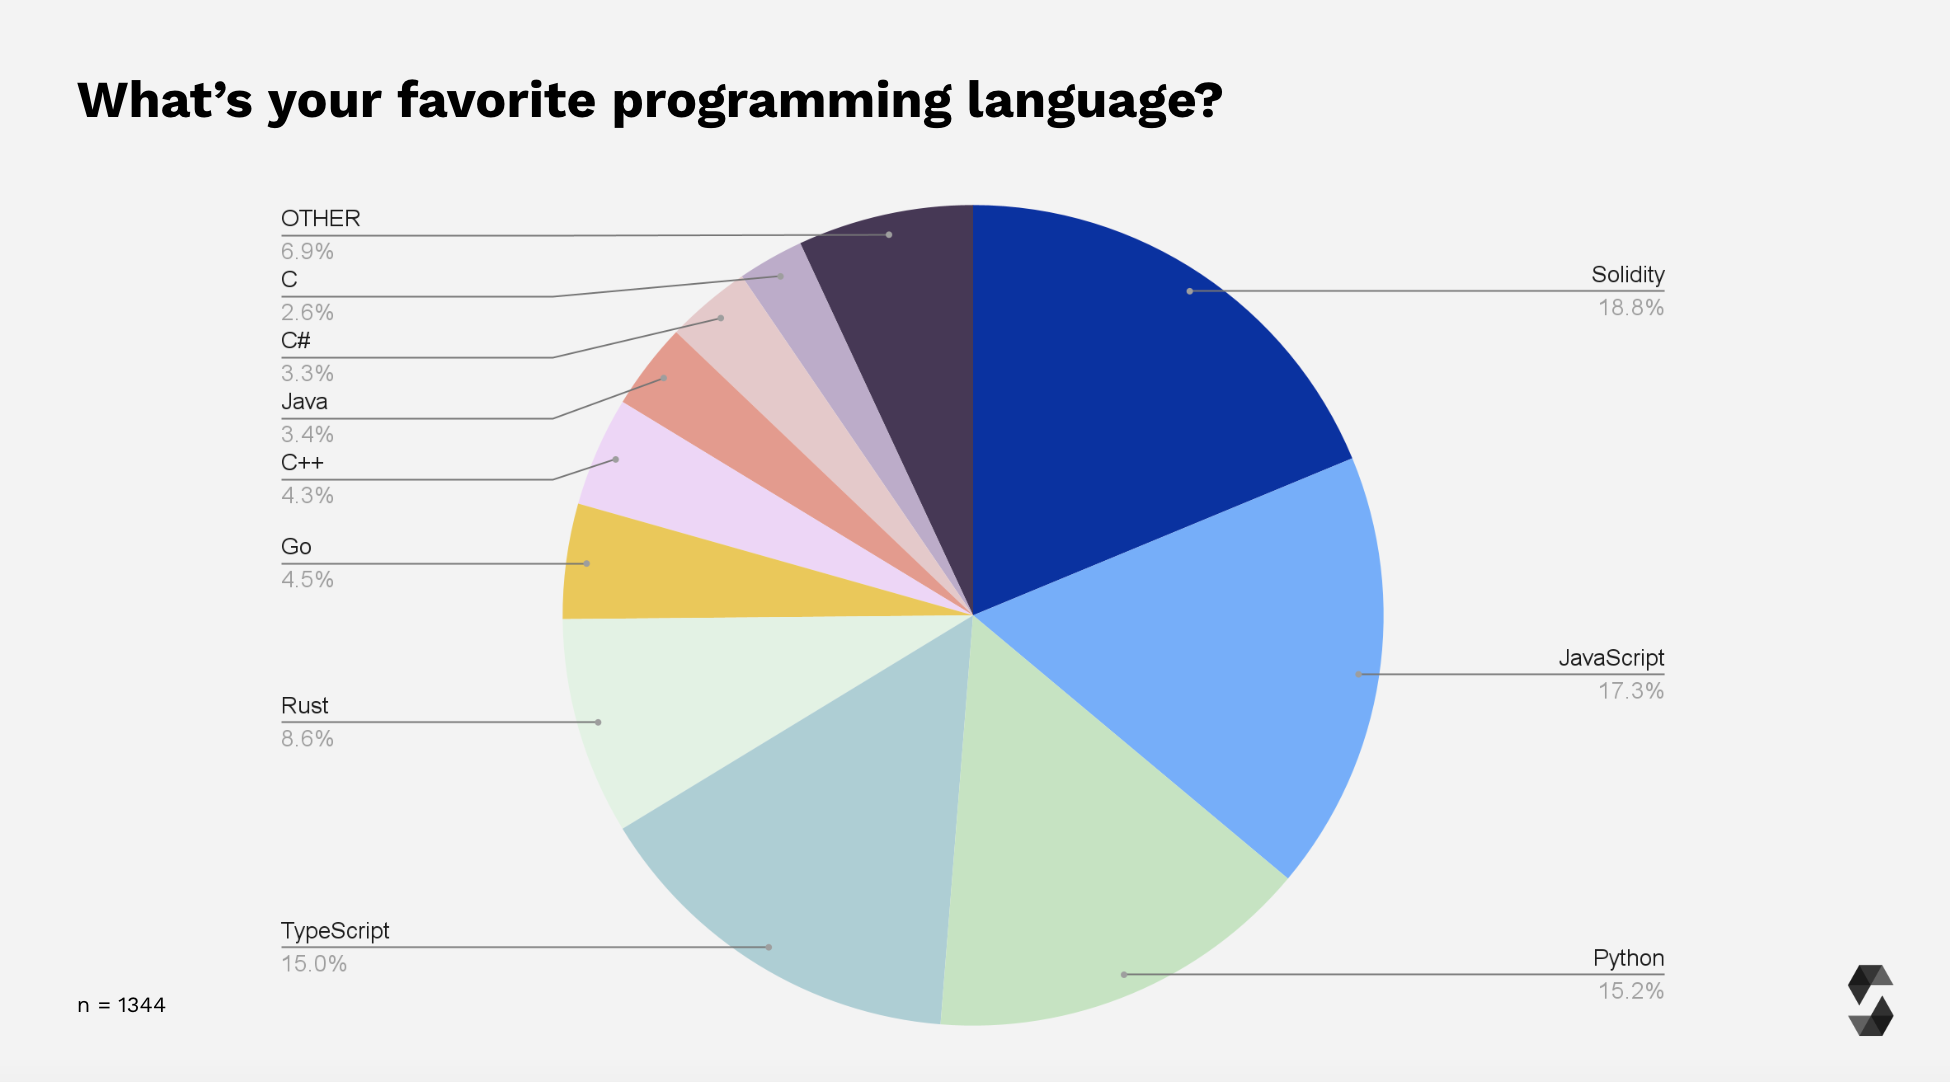 What’s your favorite programming language?
OTHER
6.9%
C
2.6%
C#
3.3%
Java
3.4%
C++
4.3%
Go
4.5%
Rust
8.6%
TypeScript
15.0%
Solidity
18.8%
JavaScript
17.3%
Python
15.2%
n = 1344